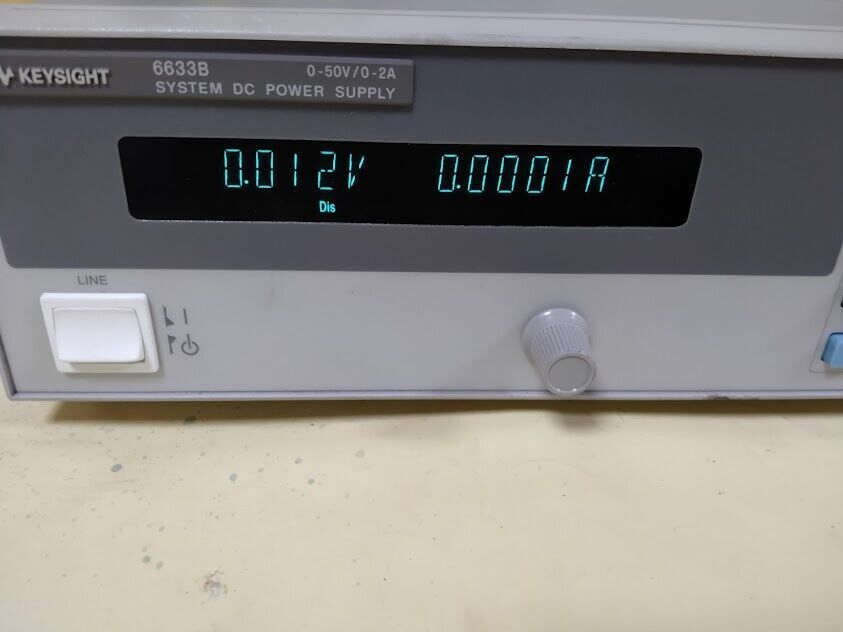 KEYSIGHT
6633B 0-50V/0-2A
SYSTEM DC POWER SUPPLY
0.012V 0.0001A
Dis
LINE